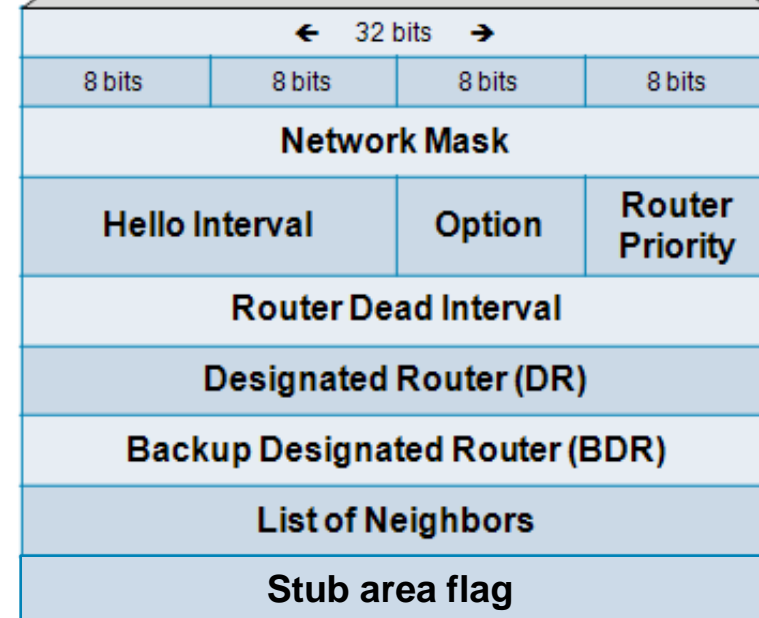 ← 32 bits →
8 bits 8 bits 8 bits 8 bits
Network Mask
Hello Interval Option Router Priority
Router Dead Interval
Designated Router (DR)
Backup Designated Router (BDR)
List of Neighbors
Stub area flag